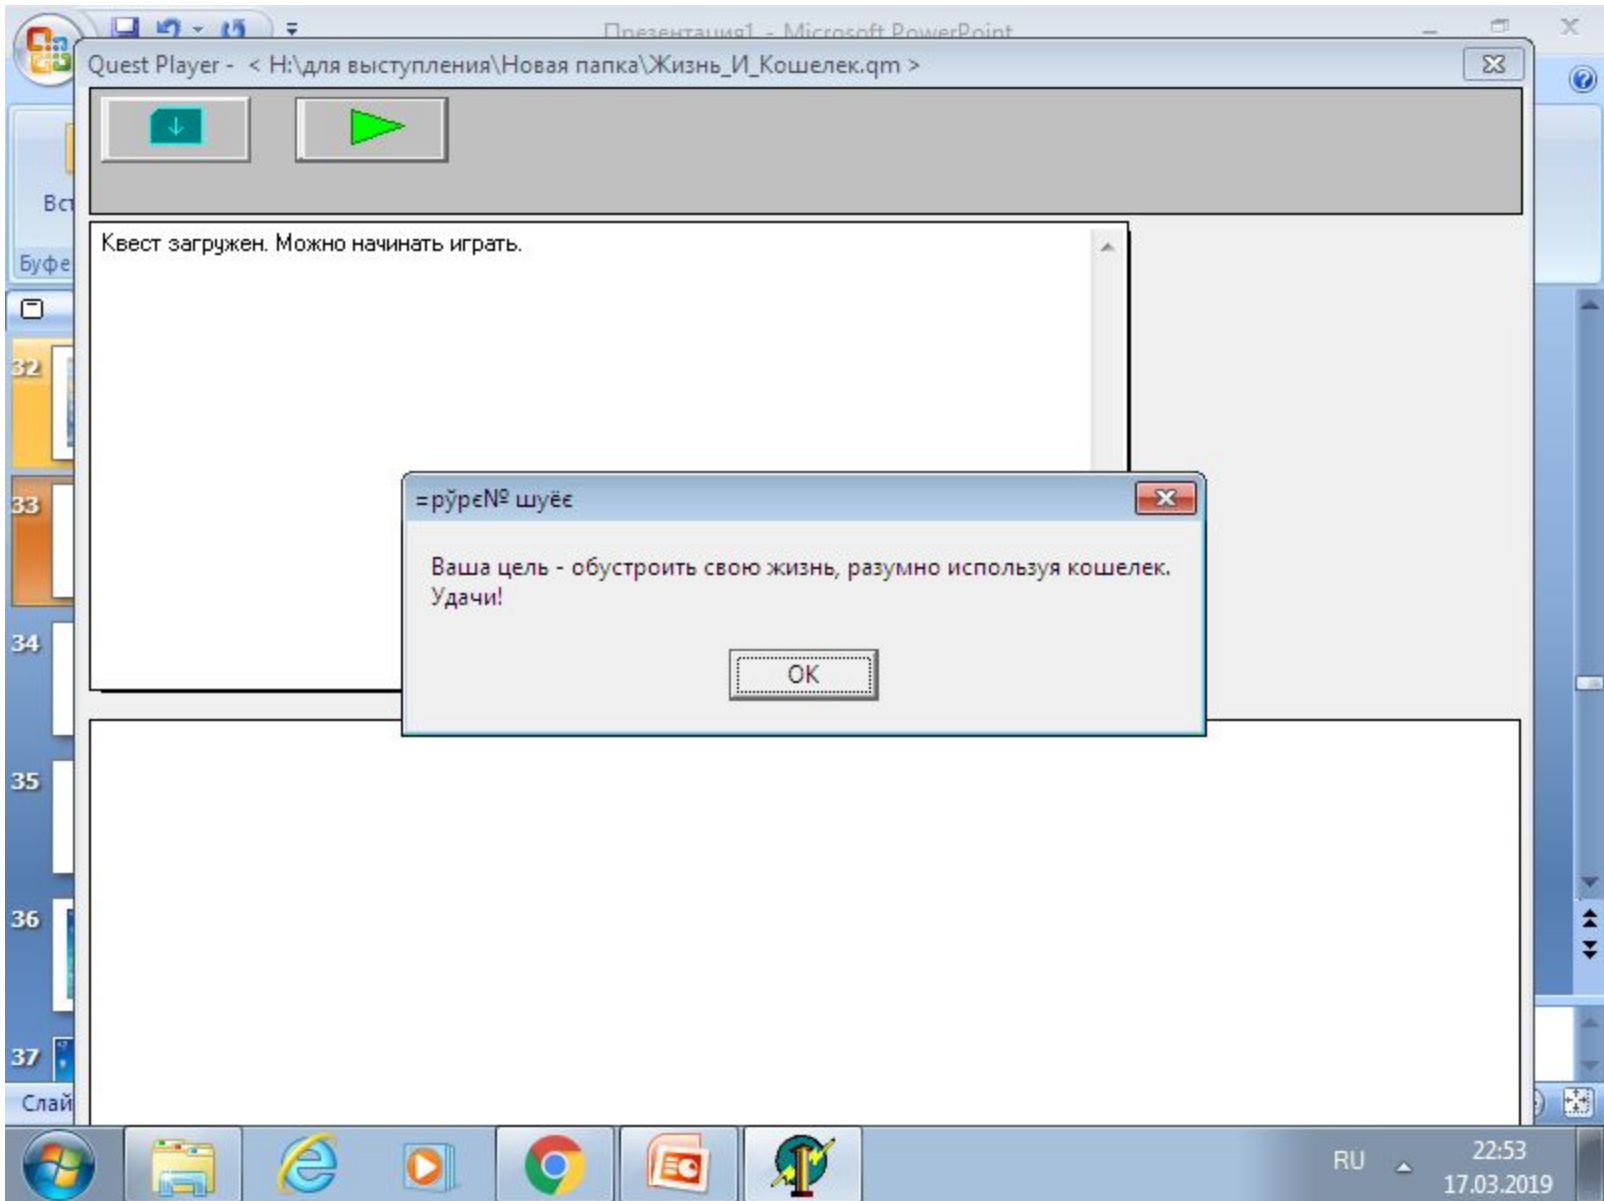 Презентация1 - Microsoft PowerPoint
Quest Player - < H:\для выступления\Новая папка\Жизнь_И_Кошелек.qm >
Вст
Буфе
Квест загружен. Можно начинать играть.
32
33
=рўрє№ шуёє
Ваша цель - обустроить свою жизнь, разумно используя кошелек.
Удачи!
OK
34
35
36
37
Слай
RU
22:53
17.03.2019